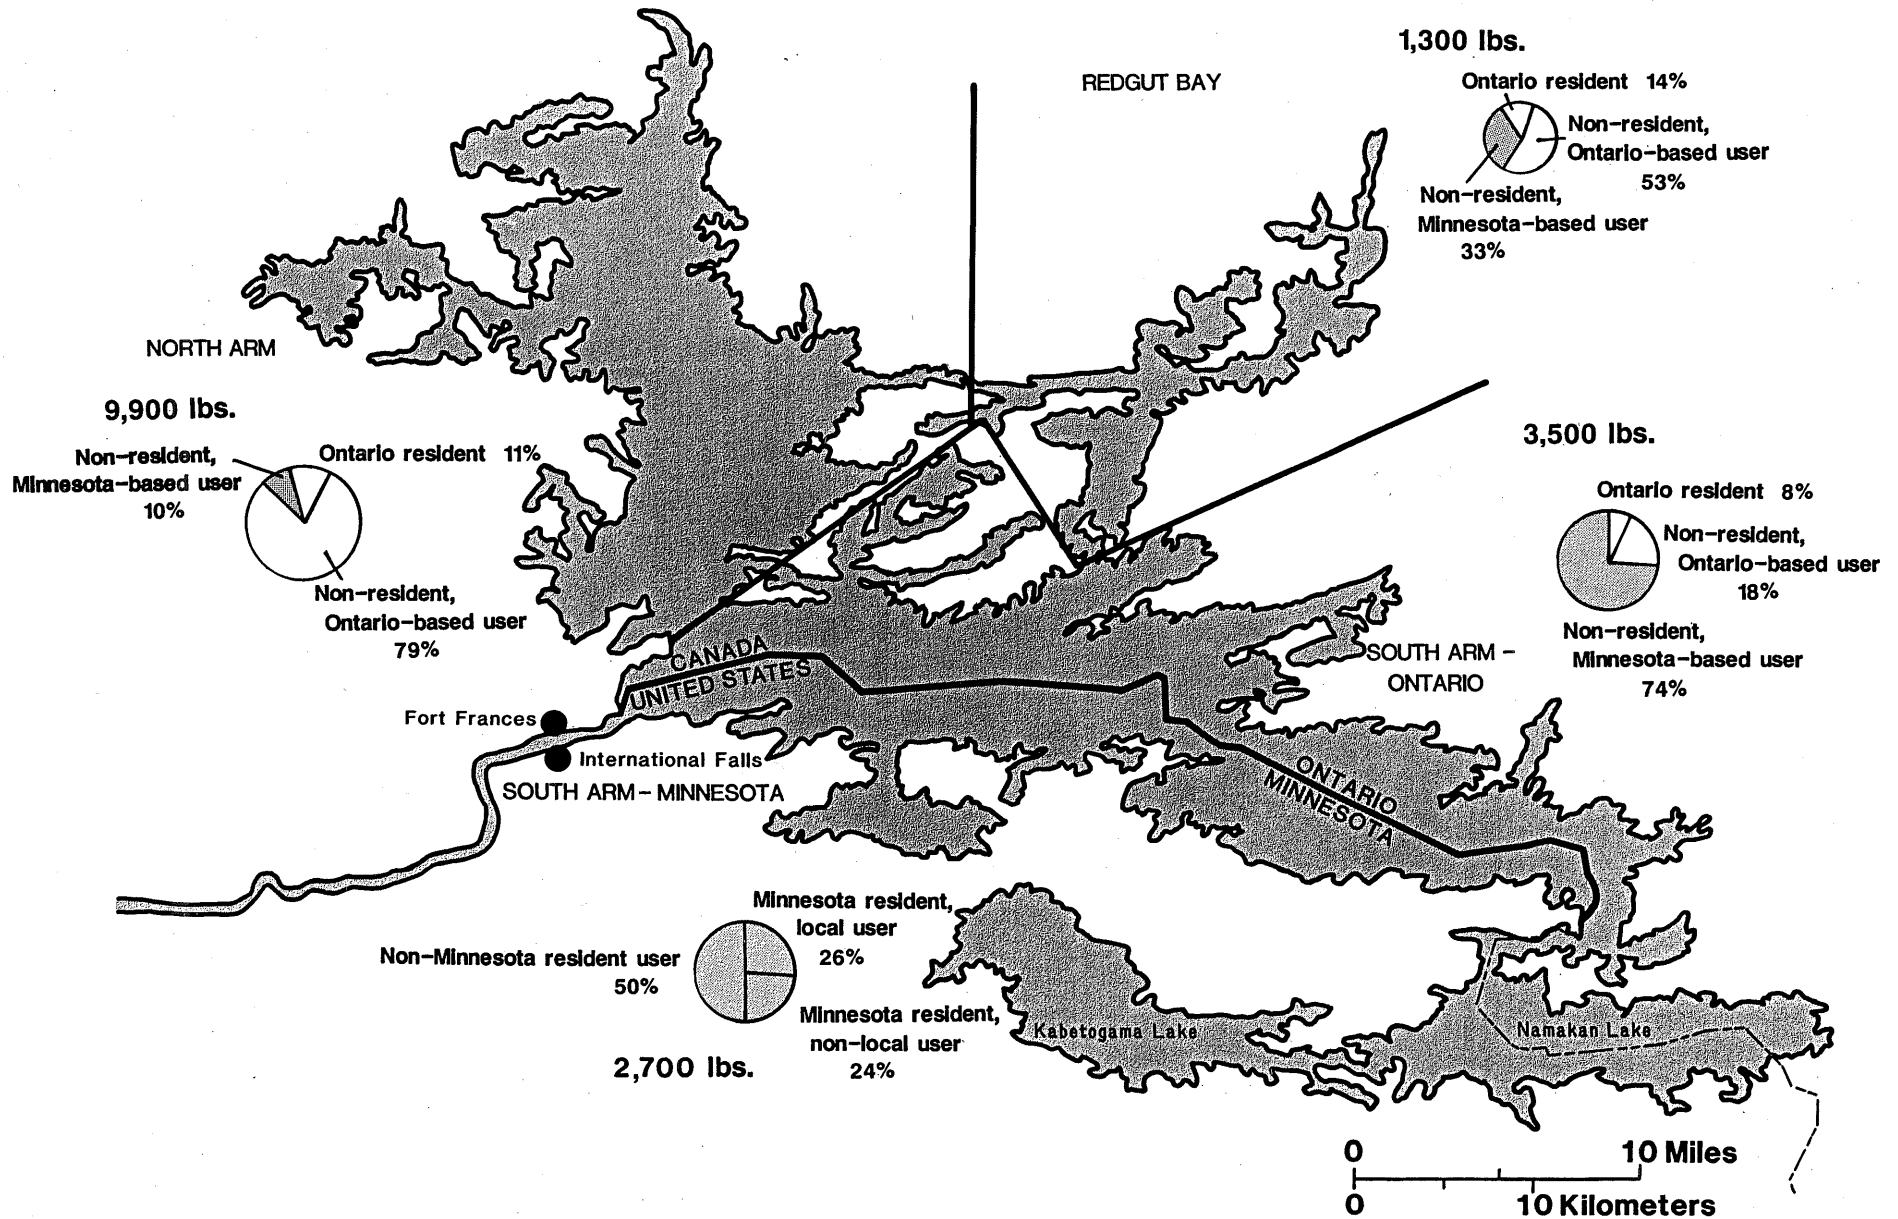 1,300 lbs.
REDGUT BAY
Ontario resident 14%
Non-resident,
Ontario-based user
53%
Non-resident,
Minnesota-based user
33%
NORTH ARM
9,900 lbs.
Non-resident,
Minnesota-based user
10%
Ontario resident 11%
Non-resident,
Ontario-based user
79%
3,500 lbs.
Ontario resident 8%
Non-resident,
Ontario-based user
18%
Non-resident,
Minnesota-based user
74%
SOUTH ARM -
ONTARIO
CANADA
UNITED STATES
Fort Frances
International Falls
SOUTH ARM - MINNESOTA
ONTARIO
MINNESOTA
Minnesota resident,
local user
26%
Non-Minnesota resident user
50%
Minnesota resident,
non-local user
24%
2,700 lbs.
Kabetogama Lake
Namakan Lake
0 10 Miles
0 10 Kilometers